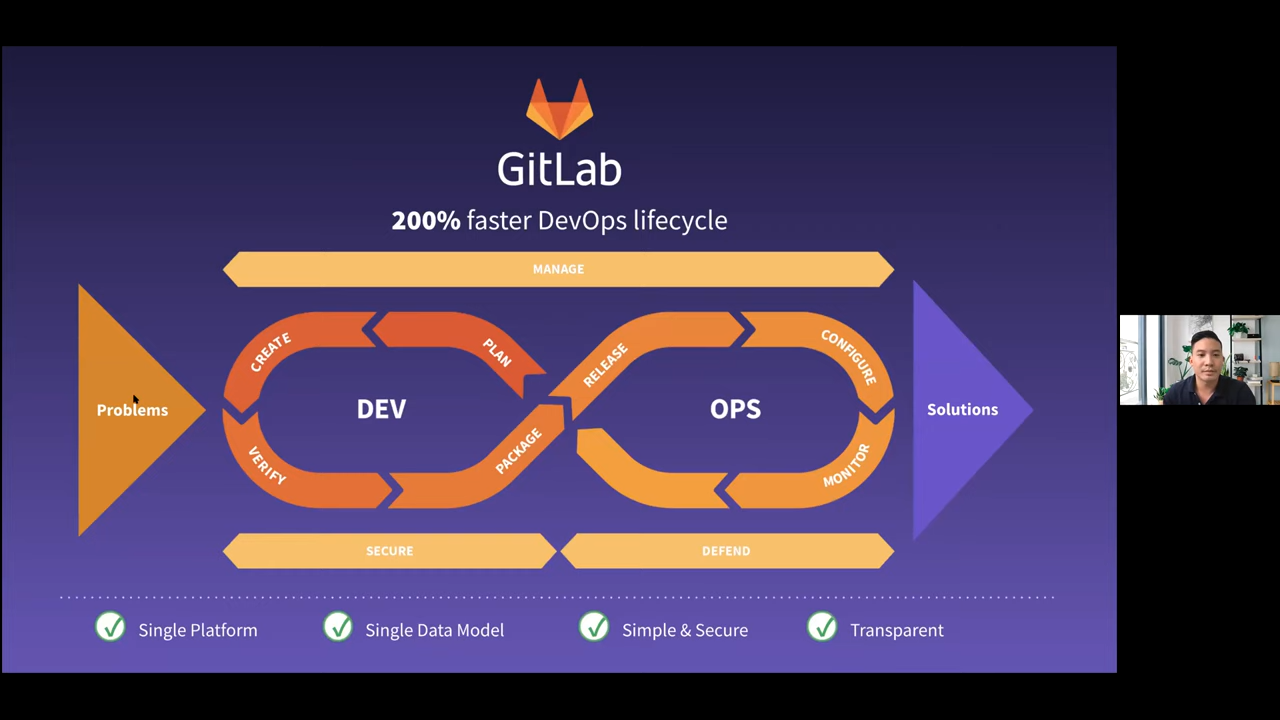 GitLab
200% faster DevOps lifecycle
MANAGE
CREATE
PLAN
RELEASE
CONFIGURE
Problems
DEV
OPS
Solutions
VERIFY
PACKAGE
MONITOR
SECURE
DEFEND
Single Platform
Single Data Model
Simple & Secure
Transparent